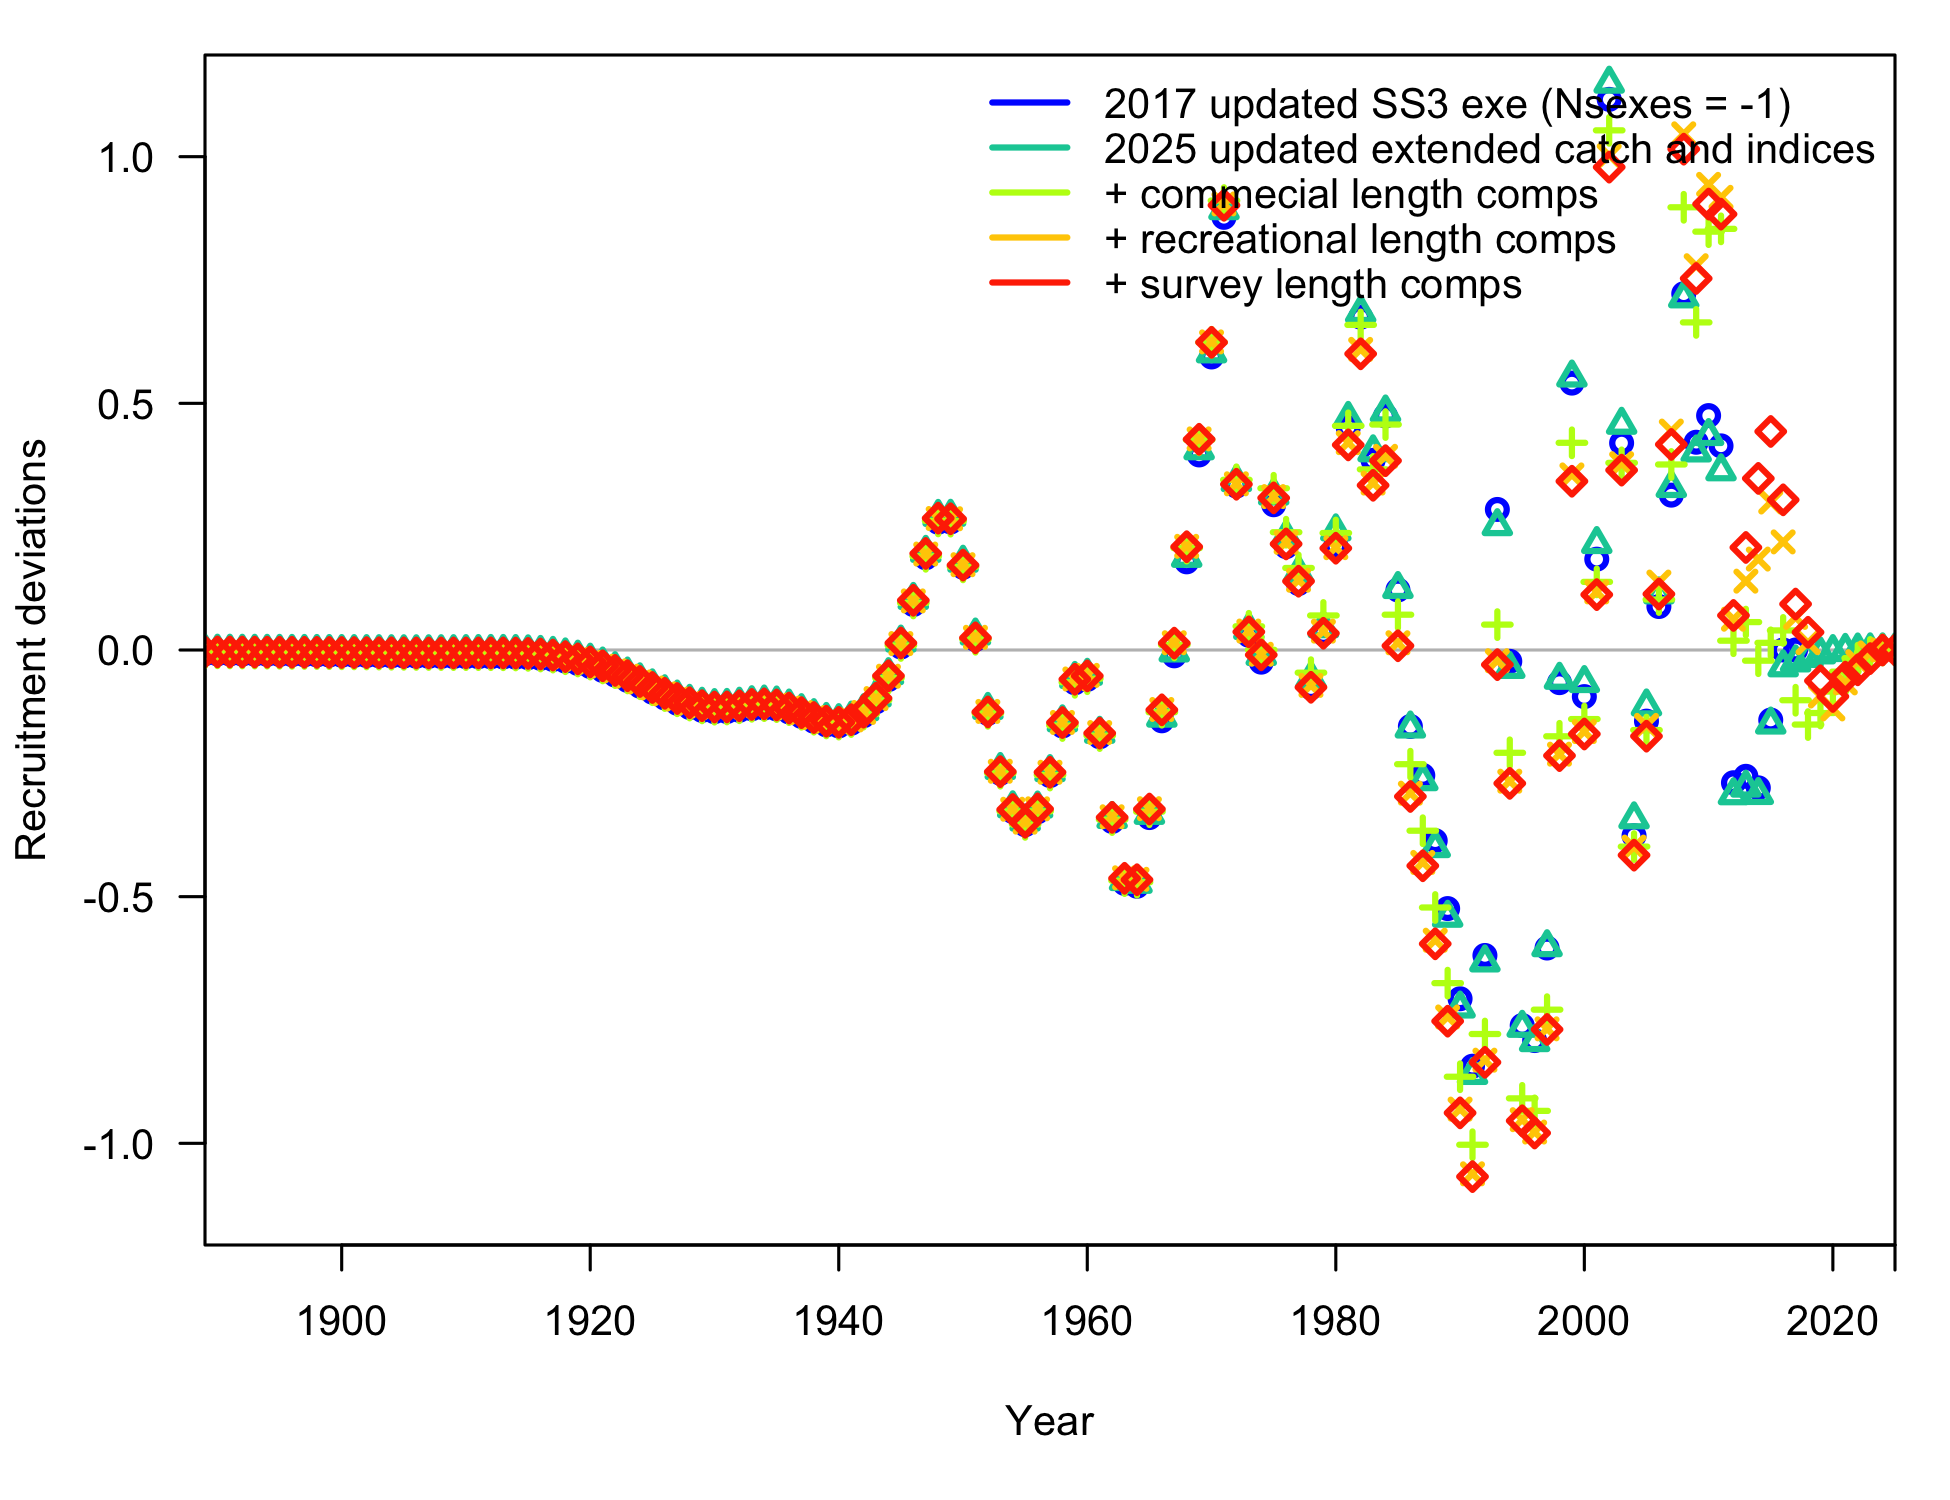 2017 updated SS3 exe (Nsexes = -1)
2025 updated extended catch and indices
+ commecial length comps
+ recreational length comps
+ survey length comps
Recruitment deviations
1.0
0.5
0.0
-0.5
-1.0
1900 1920 1940 1960 1980 2000 2020
Year